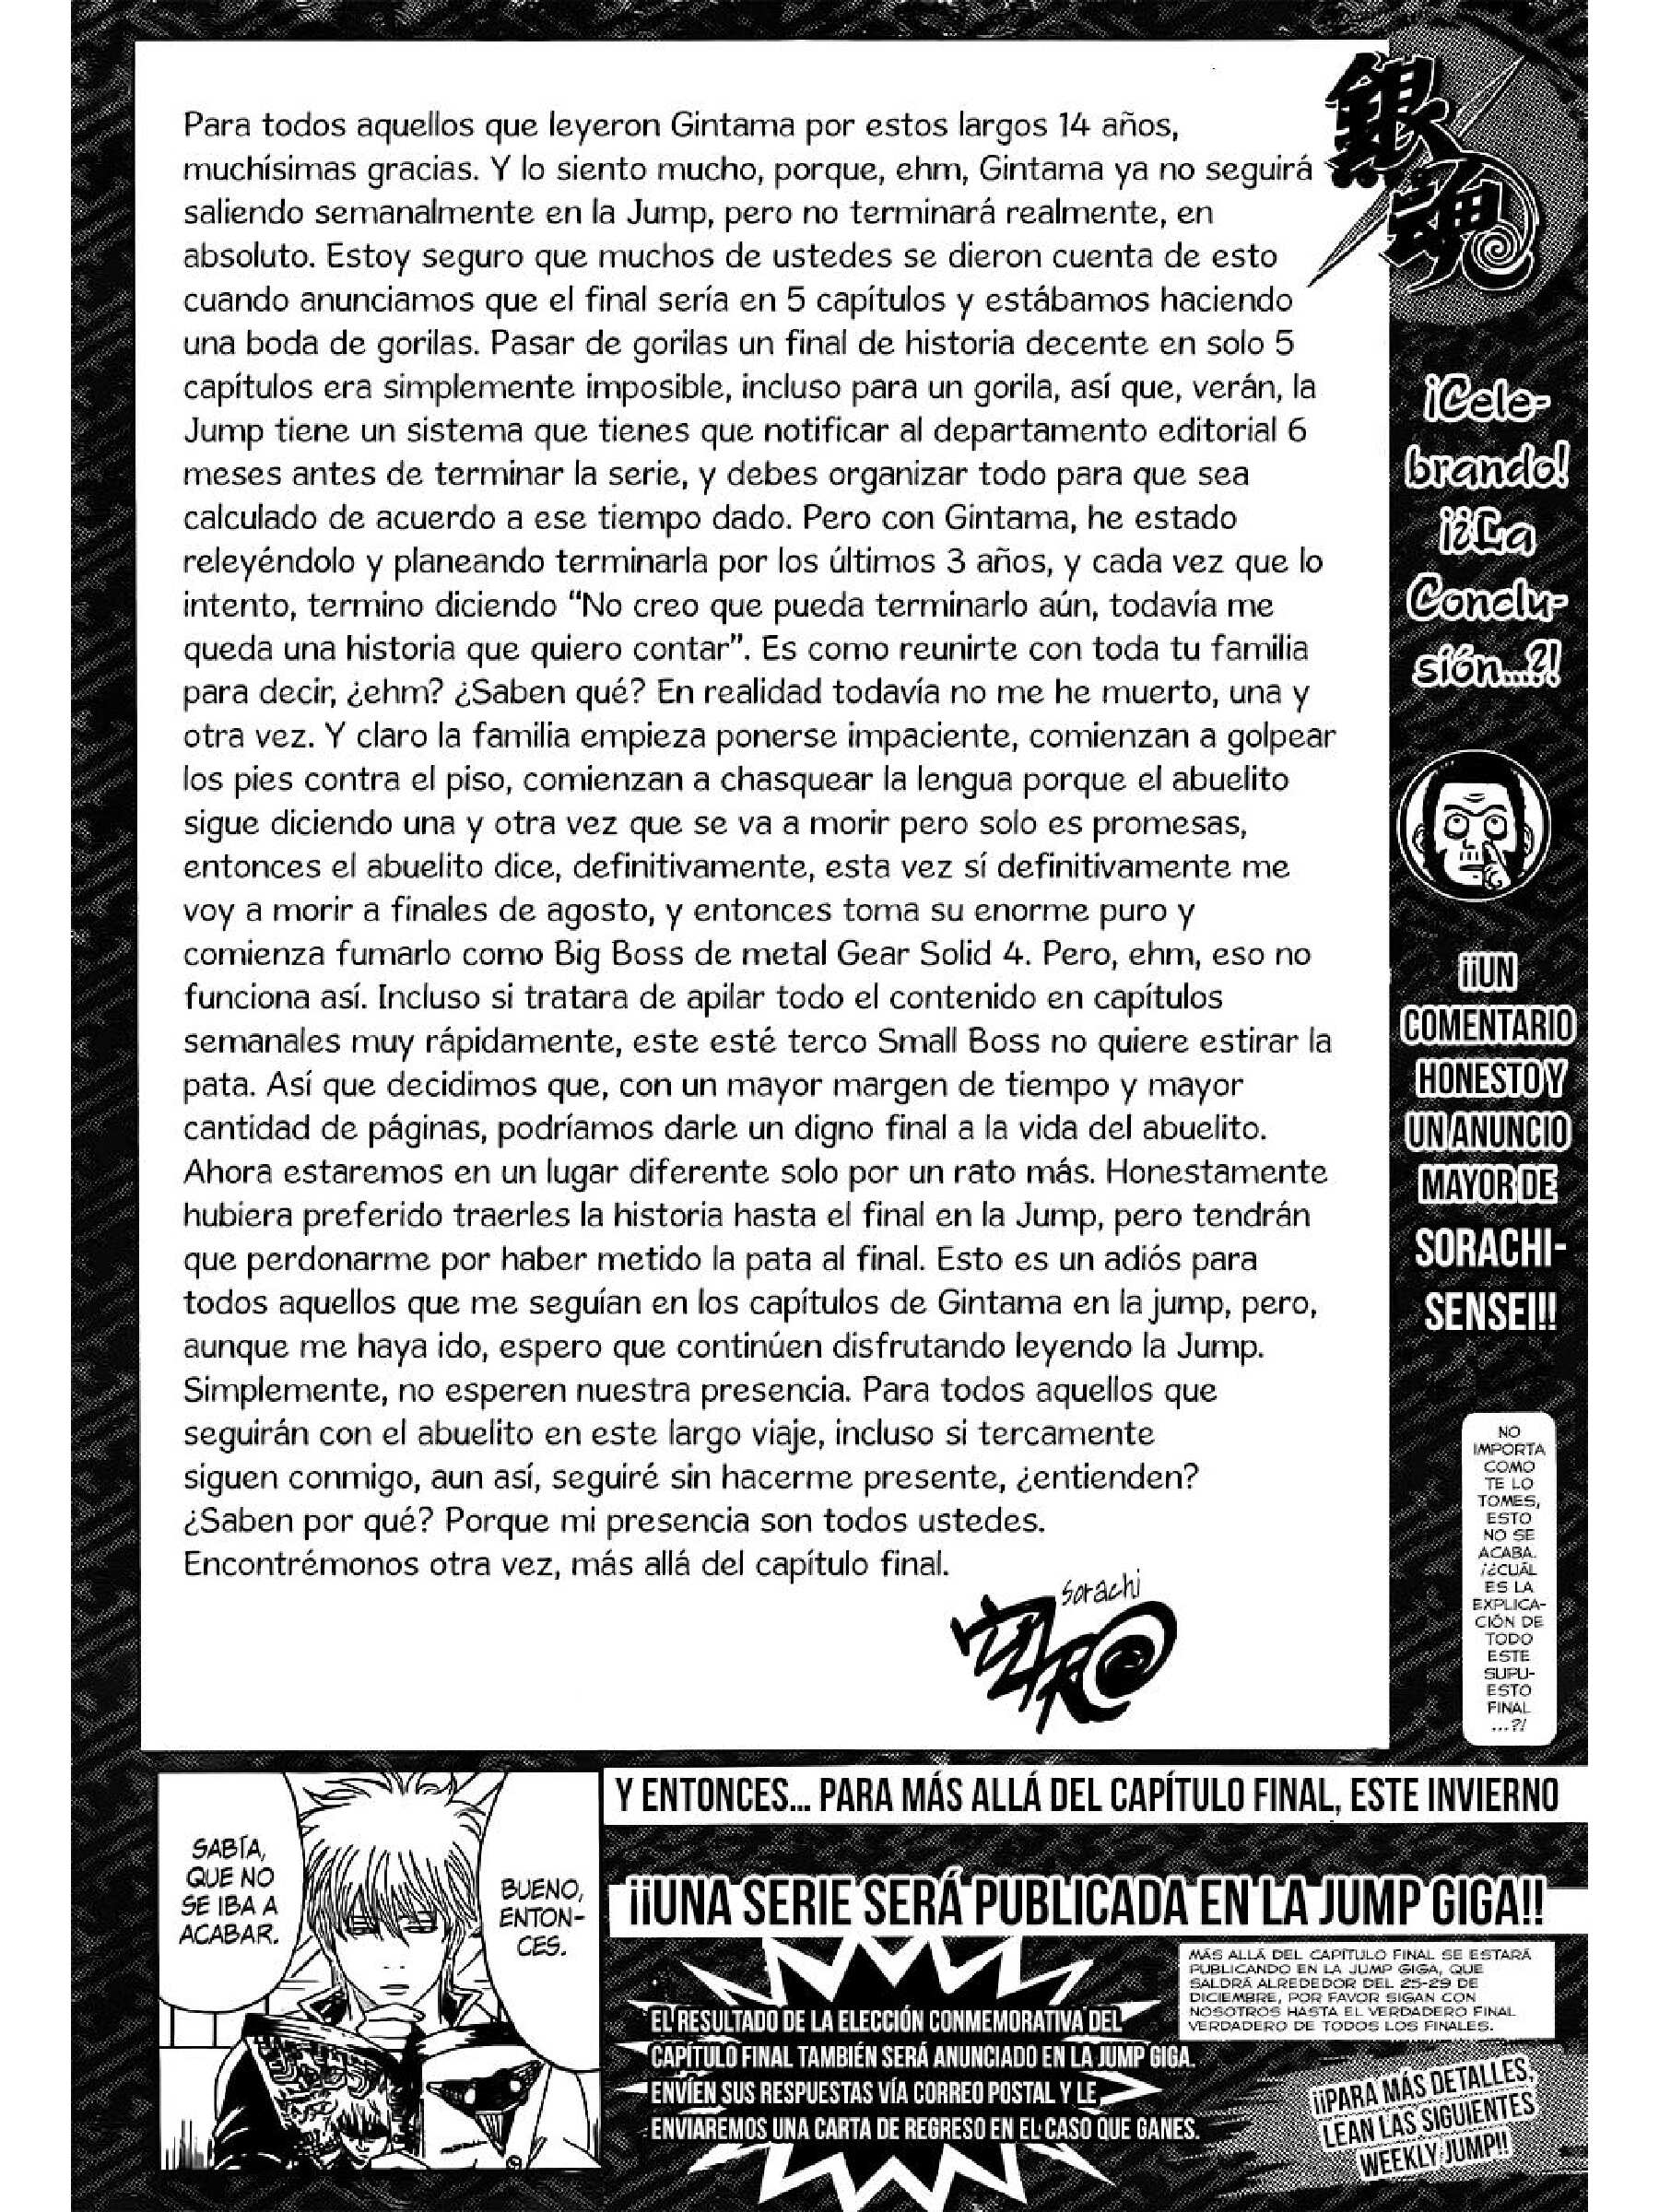 Para todos aquellos que leyeron Gintama por estos largos 14 años,
muchísimas gracias. Y lo siento mucho, porque, ehm, Gintama ya no seguirá
saliendo semanalmente en la Jump, pero no terminará realmente, en
absoluto. Estoy seguro que muchos de ustedes se dieron cuenta de esto
cuando anunciamos que el final sería en 5 capítulos y estábamos haciendo
una boda de gorilas. Pasar de gorilas un final de historia decente en solo 5
capítulos era simplemente imposible, incluso para un gorila, así que, verán, la
Jump tiene un sistema que tienes que notificar al departamento editorial 6
meses antes de terminar la serie, y debes organizar todo para que sea
calculado de acuerdo a ese tiempo dado. Pero con Gintama, he estado
releyéndolo y planeando terminarla por los últimos 3 años, y cada vez que lo
intento, termino diciendo “No creo que pueda terminarlo aún, todavía me
queda una historia que quiero contar”. Es como reunirte con toda tu familia
para decir, ¿ehm? ¿Saben qué? En realidad todavía no me he muerto, una y
otra vez. Y claro la familia empieza ponerse impaciente, comienzan a golpear
los pies contra el piso, comienzan a chasquear la lengua porque el abuelito
sigue diciendo una y otra vez que se va a morir pero solo es promesas,
entonces el abuelito dice, definitivamente, esta vez sí definitivamente me
voy a morir a finales de agosto, y entonces toma su enorme puro y
comienza fumarlo como Big Boss de metal Gear Solid 4. Pero, ehm, eso no
funciona así. Incluso si tratara de apilar todo el contenido en capítulos
semanales muy rápidamente, este esté terco Small Boss no quiere estirar la
pata. Así que decidimos que, con un mayor margen de tiempo y mayor
cantidad de páginas, podríamos darle un digno final a la vida del abuelito.
Ahora estaremos en un lugar diferente solo por un rato más. Honestamente
hubiera preferido traerles la historia hasta el final en la Jump, pero tendrán
que perdonarme por haber metido la pata al final. Esto es un adiós para
todos aquellos que me seguían en los capítulos de Gintama en la jump, pero,
aunque me haya ido, espero que continúen disfrutando leyendo la Jump.
Simplemente, no esperen nuestra presencia. Para todos aquellos que
seguirán con el abuelito en este largo viaje, incluso si tercamente
siguen conmigo, aun así, seguiré sin hacerme presente, ¿entienden?
¿Saben por qué? Porque mi presencia son todos ustedes.
Encontrémonos otra vez, más allá del capítulo final.
Sorachi
銀魂
¡Cele-
brando!
¡¿La
Conclu-
sión...?!
¡¡UN
COMENTARIO
HONESTO Y
UN ANUNCIO
MAYOR DE
SORACHI-
SENSEI!!
NO
IMPORTA
COMO
TE LO
TOMES,
ESTO
NO SE
ACABA.
¡¿CUÁL
ES LA
EXPLICA-
CIÓN DE
TODO
ESTE
SUPU-
ESTO
FINAL
...?!
BUENO,
ENTON-
CES.
SABÍA,
QUE NO
SE IBA A
ACABAR.
Y ENTONCES... PARA MÁS ALLÁ DEL CAPÍTULO FINAL, ESTE INVIERNO
¡¡UNA SERIE SERÁ PUBLICADA EN LA JUMP GIGA!!
MÁS ALLÁ DEL CAPÍTULO FINAL SE ESTARÁ
PUBLICANDO EN LA JUMP GIGA, QUE
SALDRÁ ALREDEDOR DEL 25-29 DE
DICIEMBRE, POR FAVOR SIGAN CON
NOSOTROS HASTA EL VERDADERO FINAL
VERDADERO DE TODOS LOS FINALES.
EL RESULTADO DE LA ELECCIÓN CONMEMORATIVA DEL
CAPÍTULO FINAL TAMBIÉN SERÁ ANUNCIADO EN LA JUMP GIGA.
ENVÍEN SUS RESPUESTAS VÍA CORREO POSTAL Y LE
ENVIAREMOS UNA CARTA DE REGRESO EN EL CASO QUE GANES.
¡¡PARA MÁS DETALLES,
LEAN LAS SIGUIENTES
WEEKLY JUMP!!